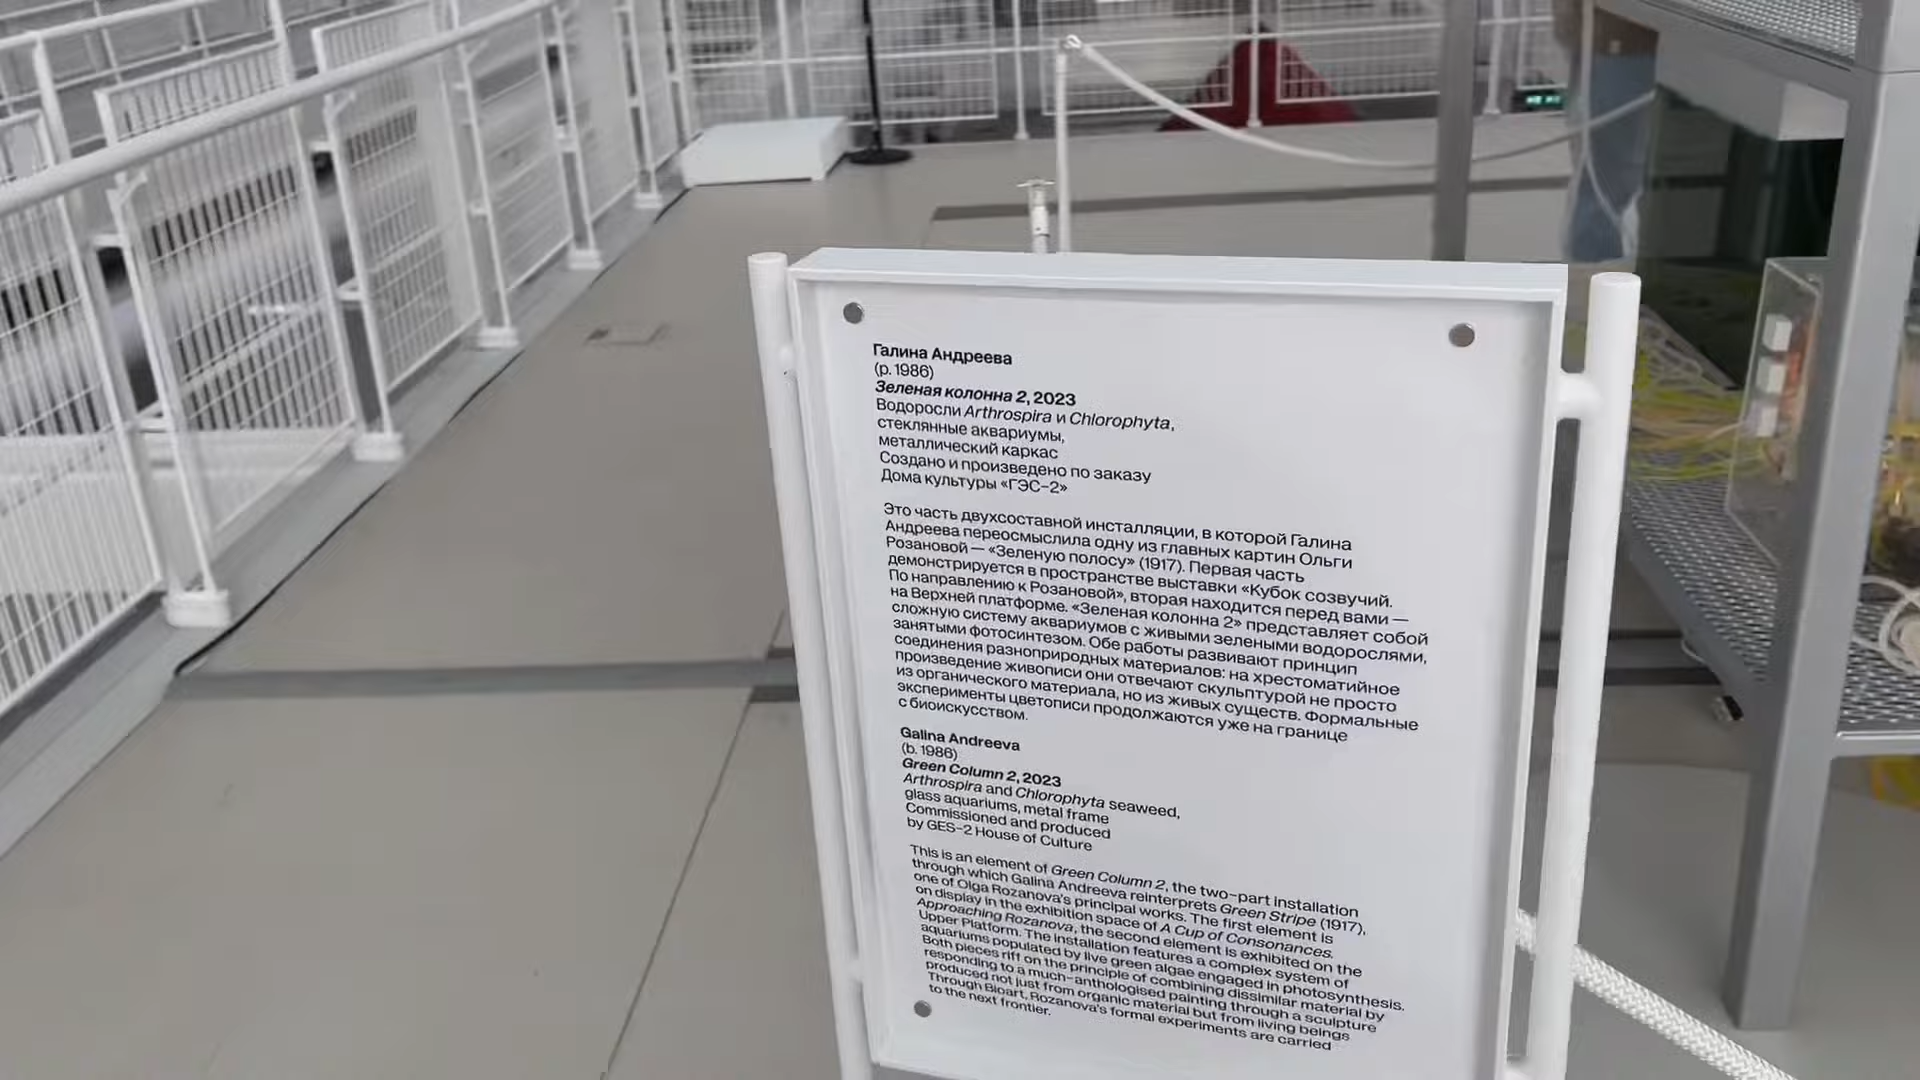 Галина Андреева
(р. 1986)
Зеленая колонна 2, 2023
Водоросли Arthrospira и Chlorophyta,
стеклянные аквариумы,
металлический каркас
Создано и произведено по заказу
Дома культуры «ГЭС-2»
Это часть двухсоставной инсталляции, в которой Галина
Андреева переосмыслила одну из главных картин Ольги
Розановой — «Зеленую полосу» (1917). Первая часть
демонстрируется в пространстве выставки «Кубок созвучий.
По направлению к Розановой», вторая находится перед вами —
на Верхней платформе. «Зеленая колонна 2» представляет собой
сложную систему аквариумов с живыми зелеными водорослями,
занятыми фотосинтезом. Обе работы развивают принцип
соединения разноприродных материалов: на хрестоматийное
произведение живописи они отвечают скульптурой не просто
из органического материала, но из живых существ. Формальные
эксперименты цветописи продолжаются уже на границе
с биоискусством.
Galina Andreeva
(b. 1986)
Green Column 2, 2023
Arthrospira and Chlorophyta seaweed,
glass aquariums, metal frame
Commissioned and produced
by GES-2 House of Culture
This is an element of Green Column 2, the two-part installation
through which Galina Andreeva reinterprets Green Stripe (1917),
one of Olga Rozanova's principal works. The first element is
on display in the exhibition space of A Cup of Consonances.
Approaching Rozanova, the second element is exhibited on the
Upper Platform. The installation features a complex system of
aquariums populated by live green algae engaged in photosynthesis.
Both pieces riff on the principle of combining dissimilar material by
responding to a much-anthologised painting through a sculpture
produced not just from organic material but from living beings
Through Bioart, Rozanova's formal experiments are carried
to the next frontier.